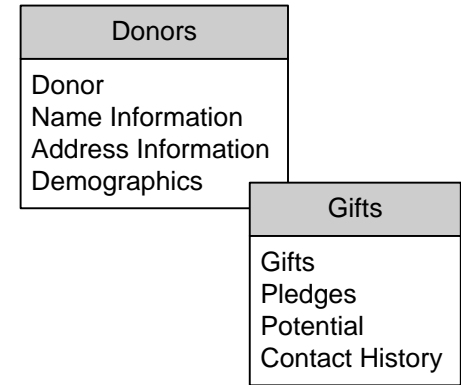 Donors
Donor
Name Information
Address Information
Demographics
Gifts
Gifts
Pledges
Potential
Contact History